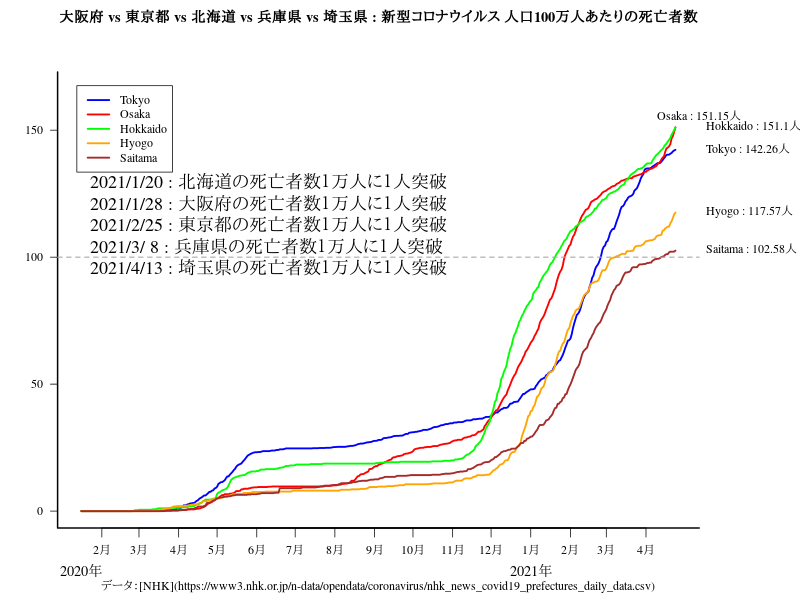 大阪府 vs 東京都 vs 北海道 vs 兵庫県 vs 埼玉県 : 新型コロナウイルス 人口100万人あたりの死亡者数
Tokyo
Osaka
Hokkaido
Hyogo
Saitama
Osaka : 151.15人
Hokkaido : 151.1人
Tokyo : 142.26人
Hyogo : 117.57人
Saitama : 102.58人
2021/1/20 : 北海道の死亡者数1万人に1人突破
2021/1/28 : 大阪府の死亡者数1万人に1人突破
2021/2/25 : 東京都の死亡者数1万人に1人突破
2021/3/ 8 : 兵庫県の死亡者数1万人に1人突破
2021/4/13 : 埼玉県の死亡者数1万人に1人突破
150
100
50
0
2月 3月 4月 5月 6月 7月 8月 9月 10月 11月 12月 1月 2月 3月 4月
2020年 2021年
データ：[NHK](https://www3.nhk.or.jp/n-data/opendata/coronavirus/nhk_news_covid19_prefectures_daily_data.csv)